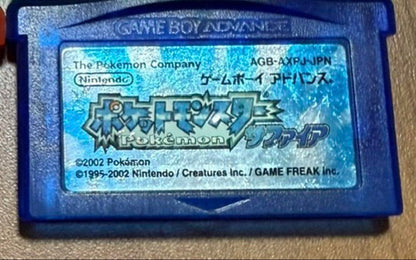 GAME BOY ADVANCE
The Pokémon Company AGB-AXPJ-JPN
Nintendo ゲームボーイ アドバンス
ポケットモンスター
Pokémon サファイア
©2002 Pokémon
©1995-2002 Nintendo / Creatures inc. / GAME FREAK inc.